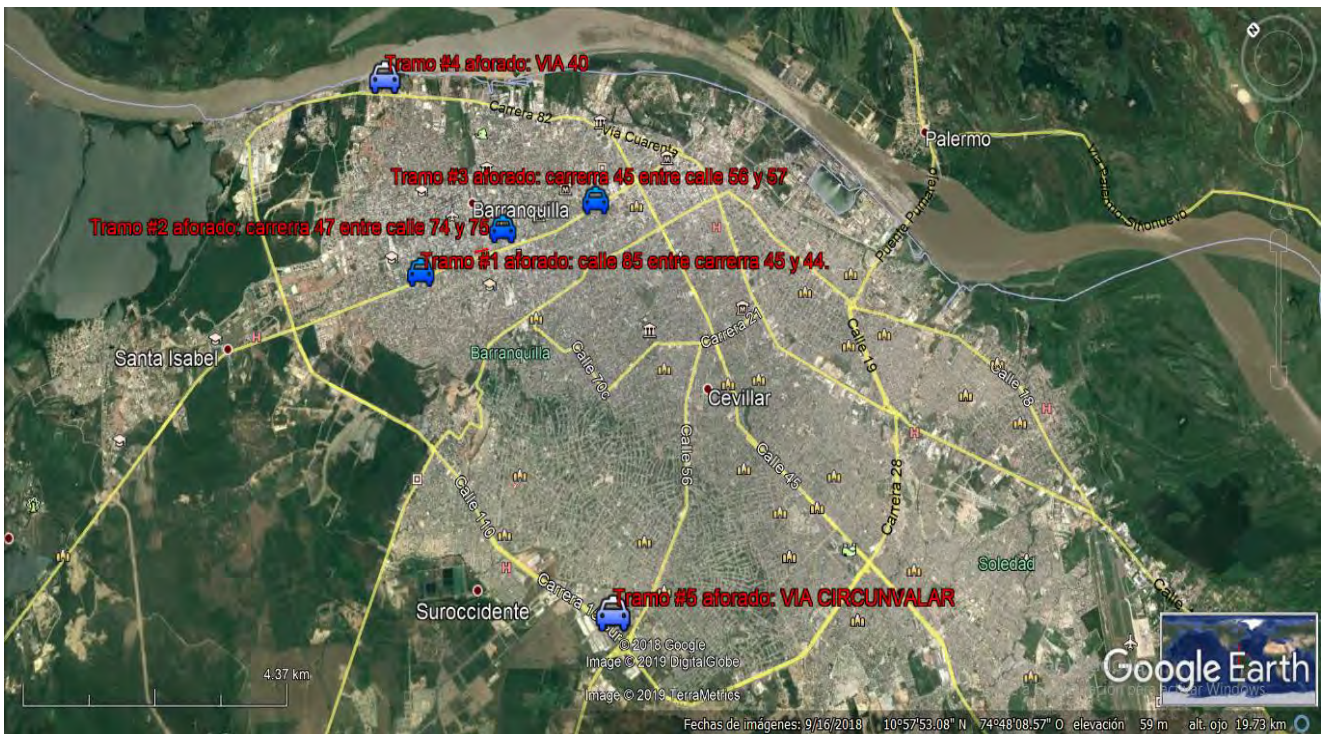 Tramo #4 aforado: VIA 40
Carrera 82
Via Cuarenta
Palermo
Tramo #3 aforado: carrerra 45 entre calle 56 y 57
Barranquilla
Puente Pumarejo
Tramo #2 aforado: carrerra 47 entre calle 74 y 75
Tramo #1 aforado: calle 85 entre carrerra 45 y 44.
Santa Isabel
Barranquilla
Calle 70c
Carrera 21
Calle 19
Calle 18
Cevillar
Calle 56
Calle 45
Carrera 28
Calle 110
Soledad
Suroccidente
Tramo #5 aforado: VIA CIRCUNVALAR
© 2018 Google
Image © 2019 DigitalGlobe
Image © 2019 TerraMetrics
4.37 km
Google Earth
Windows
Fechas de imágenes: 9/16/2018 10°57'53.08" N 74°48'08.57" O elevación 59 m alt. ojo 19.73 km